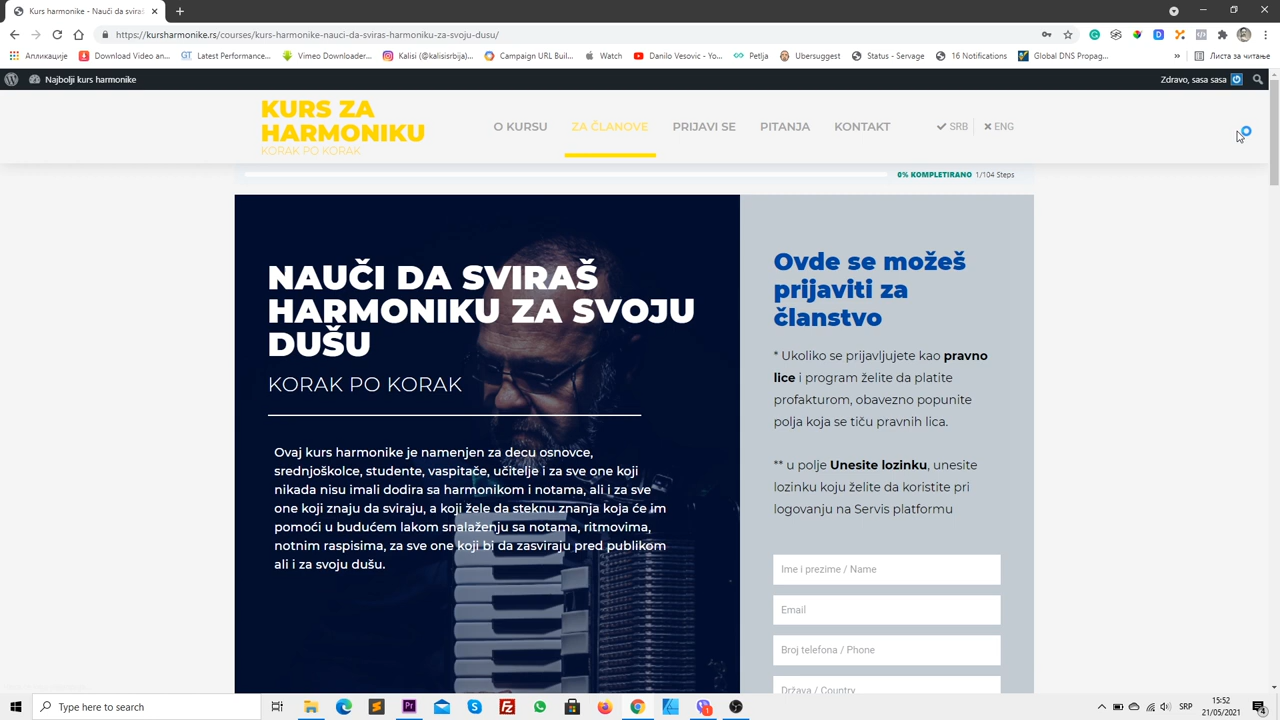 Kurs harmonike - Nauči da sviraš
https://kursharmonike.rs/courses/kurs-harmonike-nauci-da-sviras-harmoniku-za-svoju-dusu/
Апликације
Download Video an...
GT
Latest Performance...
Vimeo Downloader...
Kalisi (@kalisisrbija)...
Campaign URL Buil...
Watch
Danilo Vesovic - Da...
Petlja
Ubersuggest
Status - Servage
16 Notifications
Global DNS Propag...
»
Листа за читање
Najbolji kurs harmonike
Zdravo, sasa sasa
KURS ZA
HARMONIKU
KORAK PO KORAK
O KURSU
ZA ČLANOVE
PRIJAVI SE
PITANJA
KONTAKT
SRB
ENG
0% KOMPLETIRANO 1/104 Steps
NAUČI DA SVIRAŠ
HARMONIKU ZA SVOJU
DUŠU
KORAK PO KORAK
Ovaj kurs harmonike je namenjen za decu osnovce,
srednjoškolce, studente, vaspitače, učitelje i za sve one koji
nikada nisu imali dodira sa harmonikom i notama, ali i za sve
one koji znaju da sviraju, a koji žele da steknu znanja koja će im
pomoći u budućem lakom snalaženju sa notama, ritmovima,
notnim raspisima, za sve one koji bi da zasviraju pred publikom
ali i za svoju dušu.
Ovde se možeš
prijaviti za
članstvo
* Ukoliko se prijavljujete kao pravno
lice i program želite da platite
profakturom, obavezno popunite
polja koja se tiču pravnih lica.
** u polje Unesite lozinku, unesite
lozinku koju želite da koristite pri
logovanju na Servis platformu
Ime i prezime / Name
Email
Broj telefona / Phone
/ Country
Type here to search
SRP
15:52
21/05/2021
4